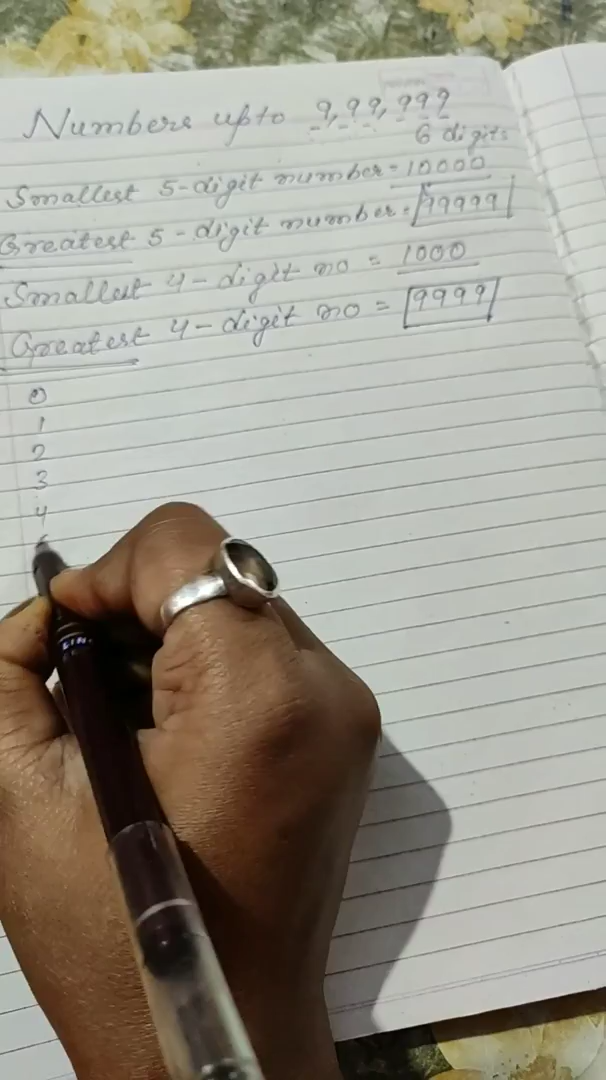 Numbers upto 9,99,999
6 digits
Smallest 5-digit number = 10000
Greatest 5-digit number = 99999
Smallest 4-digit no = 1000
Greatest 4-digit no = 9999
0
1
2
3
4